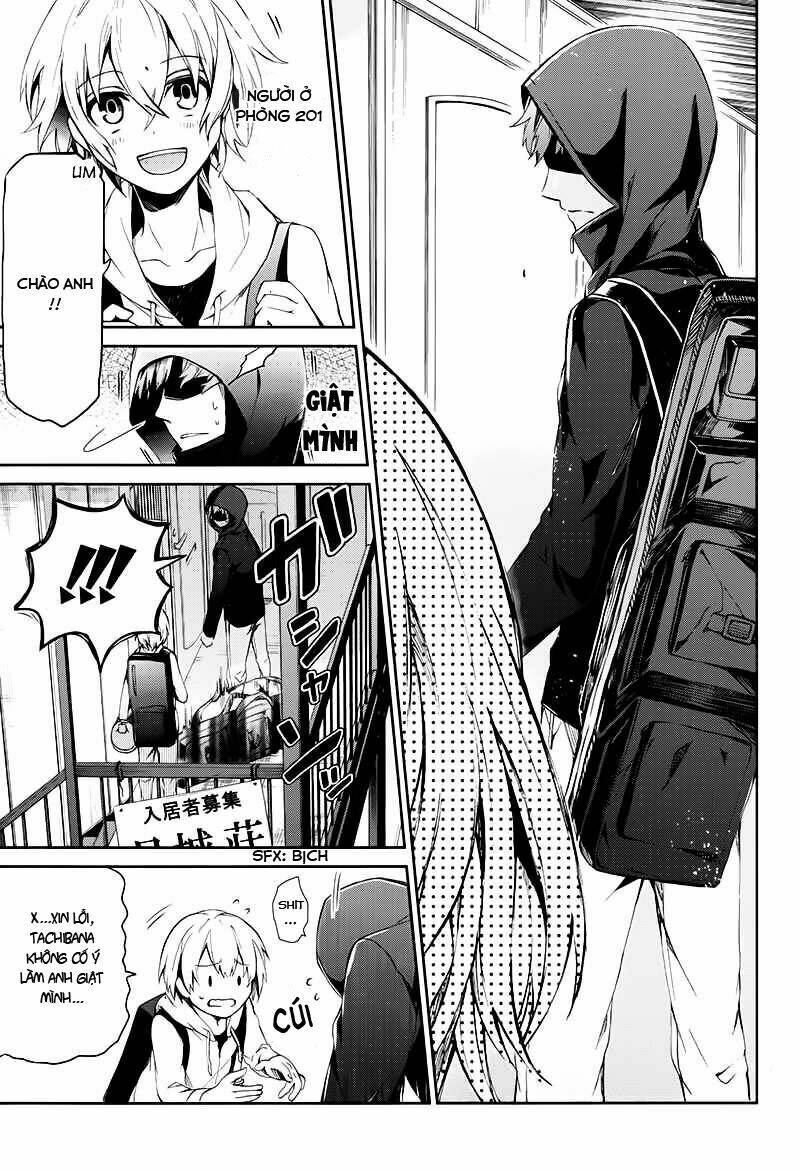 NGƯỜI Ở
PHÒNG 201
UM
CHÀO ANH
!!
GIẬT
MÌNH
!!!
ガシャンッ
入居者募集
SFX: BỊCH
SHIT
...
X...XIN LỖI,
TACHIBANA
KHÔNG CỐ Ý
LÀM ANH GIẬT
MÌNH...
CÚI